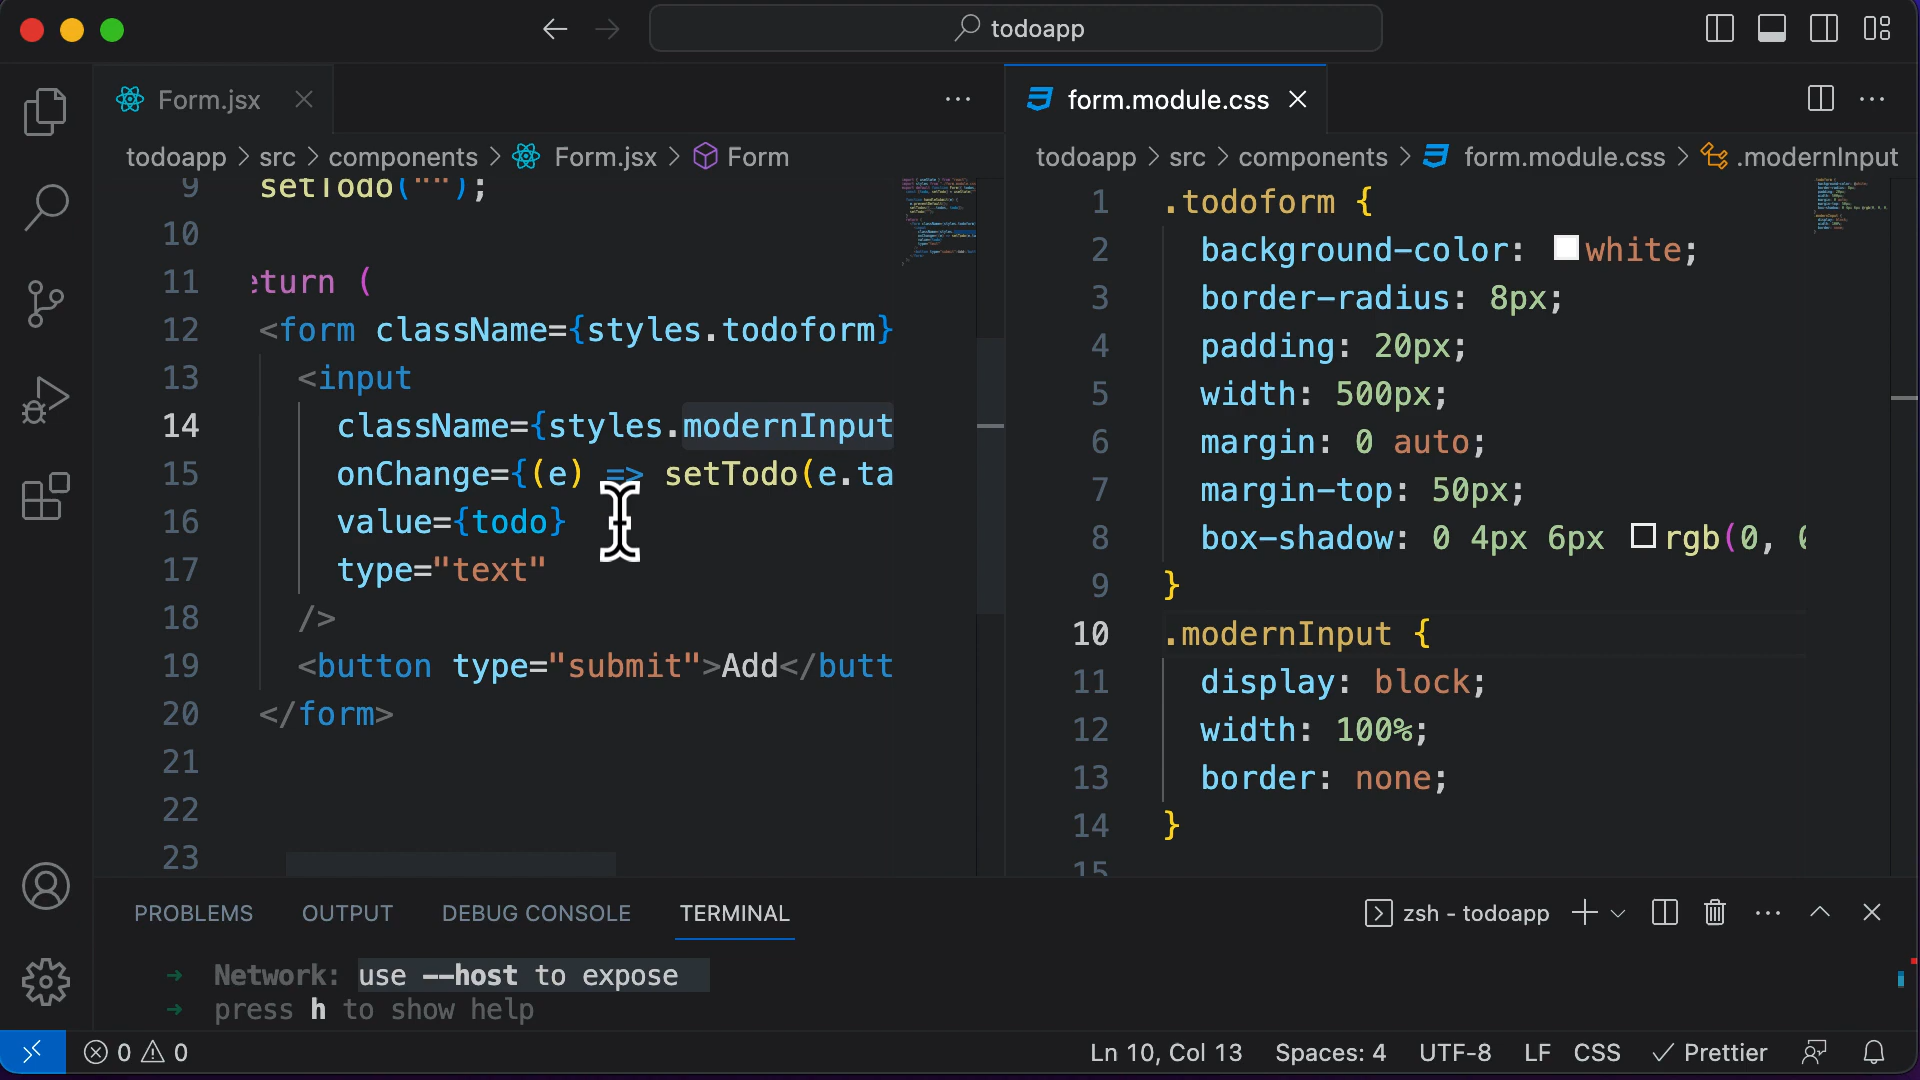 todoapp
Form.jsx
form.module.css
todoapp > src > components > Form.jsx > Form
todoapp > src > components > form.module.css > .modernInput
9 setTodo("");
10
11 eturn (
12 <form className={styles.todoform}
13 <input
14 className={styles.modernInput
15 onChange={(e) => setTodo(e.ta
16 value={todo}
17 type="text"
18 />
19 <button type="submit">Add</butt
20 </form>
21
22
23
1 .todoform {
2 background-color: white;
3 border-radius: 8px;
4 padding: 20px;
5 width: 500px;
6 margin: 0 auto;
7 margin-top: 50px;
8 box-shadow: 0 4px 6px rgb(0,
9 }
10 .modernInput {
11 display: block;
12 width: 100%;
13 border: none;
14 }
15
PROBLEMS OUTPUT DEBUG CONSOLE TERMINAL
zsh - todoapp
➜ Network: use --host to expose
➜ press h to show help
0 0
Ln 10, Col 13 Spaces: 4 UTF-8 LF CSS Prettier